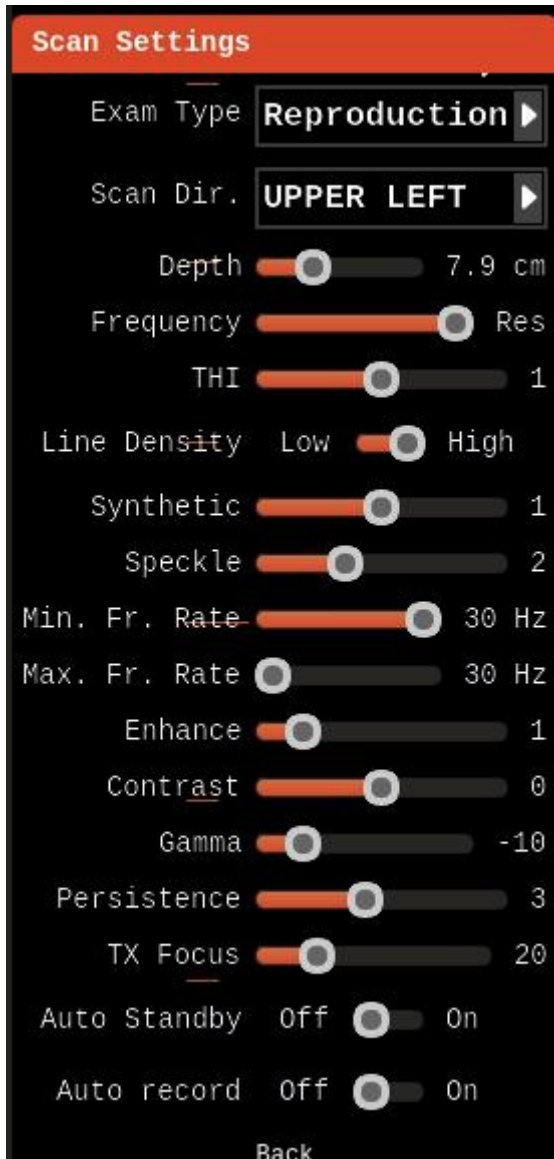 Scan Settings
Exam Type Reproduction
Scan Dir. UPPER LEFT
Depth 7.9 cm
Frequency Res
THI 1
Line Density Low High
Synthetic 1
Speckle 2
Min. Fr. Rate 30 Hz
Max. Fr. Rate 30 Hz
Enhance 1
Contrast 0
Gamma -10
Persistence 3
TX Focus 20
Auto Standby Off On
Auto record Off On
Back